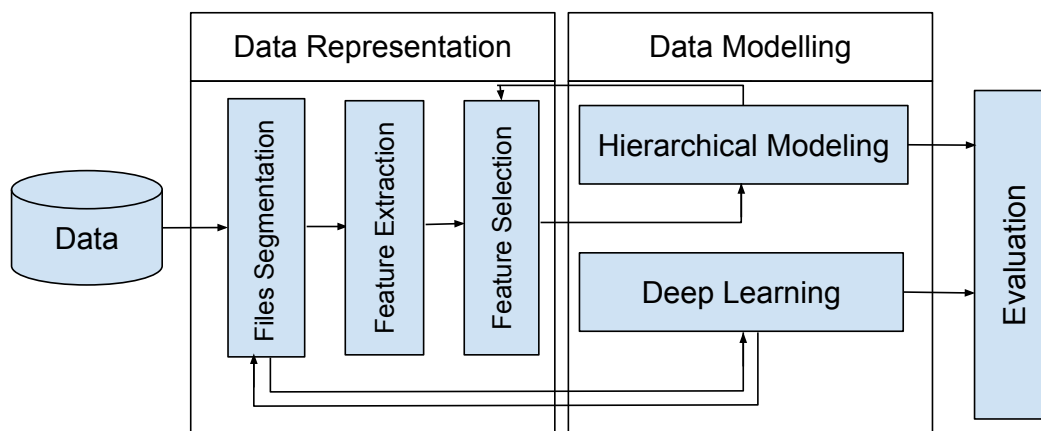 Data Representation
Data Modelling
Data
Files Segmentation
Feature Extraction
Feature Selection
Hierarchical Modeling
Deep Learning
Evaluation